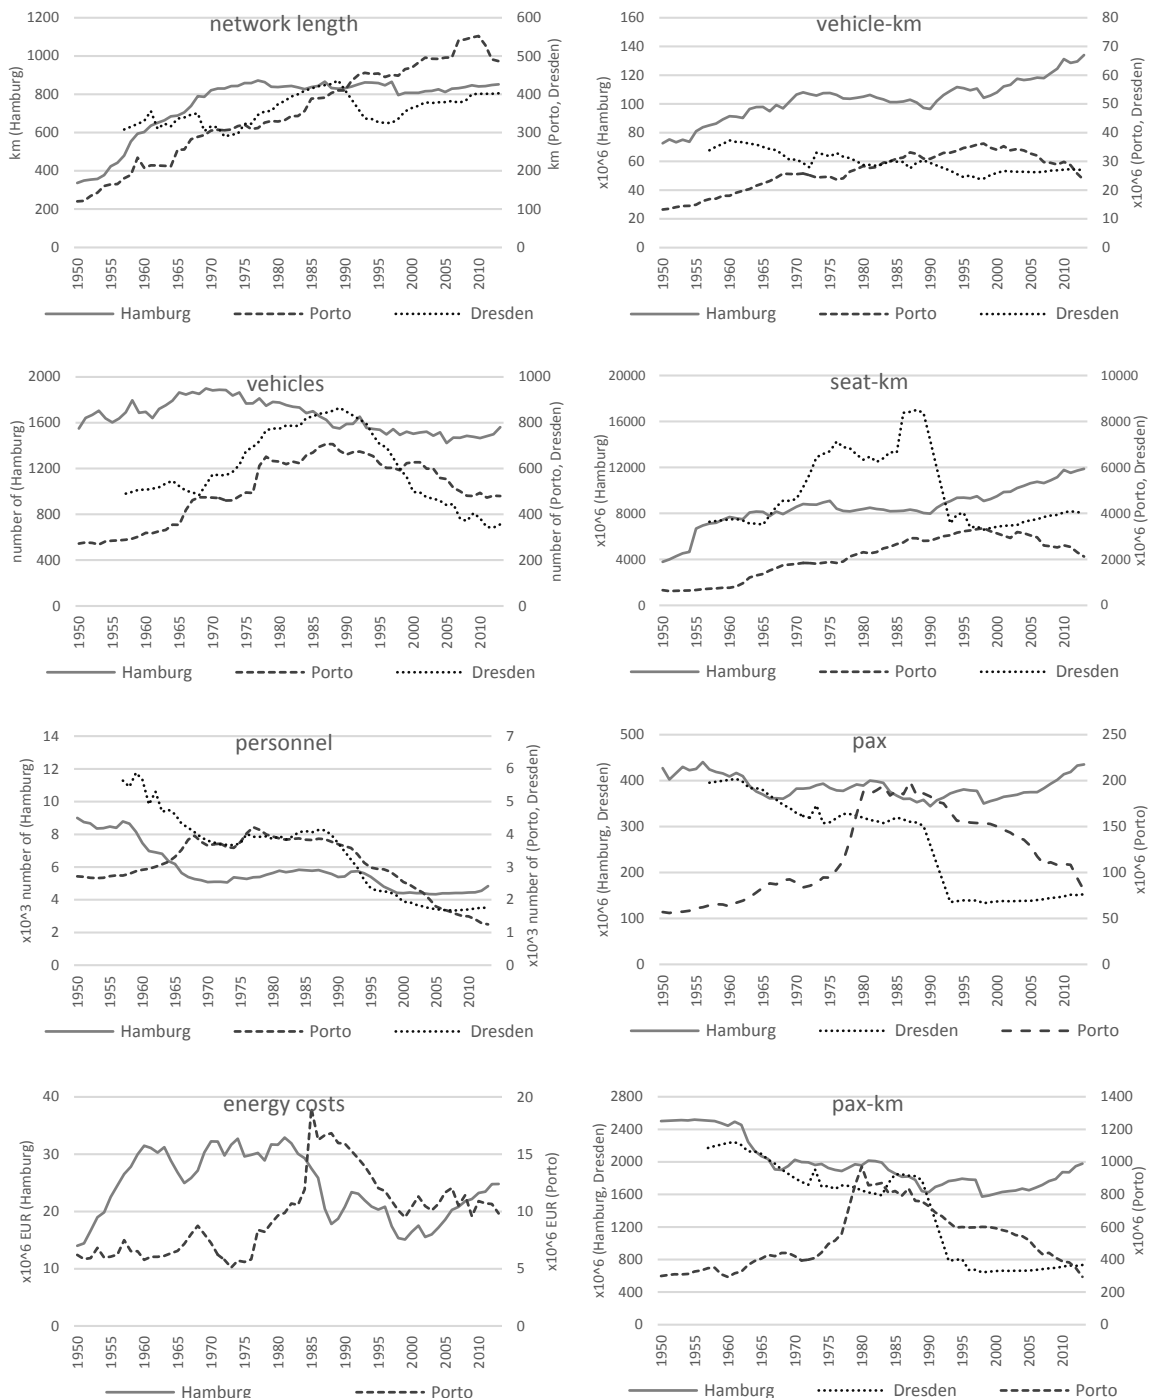 network length
km (Hamburg)
1200
1000
800
600
400
200
0
600
500
400
300
200
100
0
km (Porto, Dresden)
1950 1955 1960 1965 1970 1975 1980 1985 1990 1995 2000 2005 2010
Hamburg Porto Dresden
vehicle-km
x10^6 (Hamburg)
160
140
120
100
80
60
40
20
0
80
70
60
50
40
30
20
10
0
x10^6 (Porto, Dresden)
1950 1955 1960 1965 1970 1975 1980 1985 1990 1995 2000 2005 2010
Hamburg Porto Dresden
vehicles
number of (Hamburg)
2000
1600
1200
800
400
0
1000
800
600
400
200
0
number of (Porto, Dresden)
1950 1955 1960 1965 1970 1975 1980 1985 1990 1995 2000 2005 2010
Hamburg Porto Dresden
seat-km
x10^6 (Hamburg)
20000
16000
12000
8000
4000
0
10000
8000
6000
4000
2000
0
x10^6 (Porto, Dresden)
1950 1955 1960 1965 1970 1975 1980 1985 1990 1995 2000 2005 2010
Hamburg Porto Dresden
personnel
x10^3 number of (Hamburg)
14
12
10
8
6
4
2
0
7
6
5
4
3
2
1
0
x10^3 number of (Porto, Dresden)
1950 1955 1960 1965 1970 1975 1980 1985 1990 1995 2000 2005 2010
Hamburg Porto Dresden
pax
x10^6 (Hamburg, Dresden)
500
400
300
200
100
0
250
200
150
100
50
0
x10^6 (Porto)
1950 1955 1960 1965 1970 1975 1980 1985 1990 1995 2000 2005 2010
Hamburg Dresden Porto
energy costs
x10^6 EUR (Hamburg)
40
30
20
10
0
20
15
10
5
0
x10^6 EUR (Porto)
1950 1955 1960 1965 1970 1975 1980 1985 1990 1995 2000 2005 2010
Hamburg Porto
pax-km
x10^6 (Hamburg, Dresden)
2800
2400
2000
1600
1200
800
400
0
1400
1200
1000
800
600
400
200
0
x10^6 (Porto)
1950 1955 1960 1965 1970 1975 1980 1985 1990 1995 2000 2005 2010
Hamburg Dresden Porto